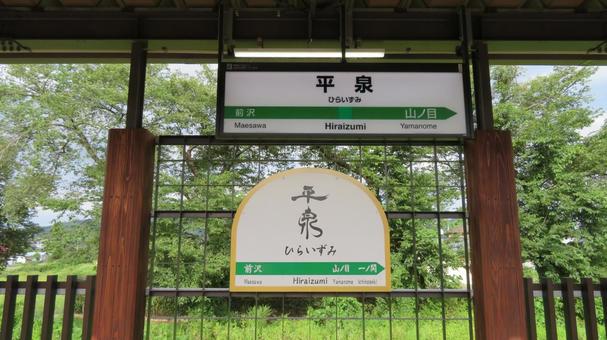 平泉
ひらいずみ
前沢 山ノ目
Maesawa Hiraizumi Yamanome
平泉
ひらいずみ
前沢 山ノ目 一ノ関
Maesawa Hiraizumi Yamanome Ichinoseki